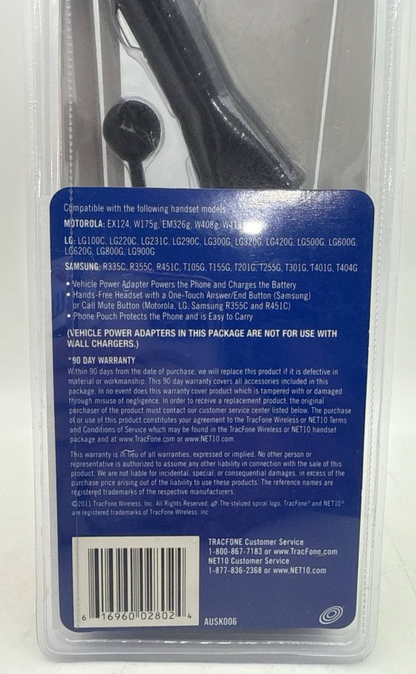 Compatible with the following handset models:
MOTOROLA: EX124, W175g, EM326g, W408g,
LG: LG100C, LG220C, LG231C, LG290C, LG300G, LG320G, LG420G, LG500G, LG600G,
LG620G, LG800G, LG900G
SAMSUNG: R335C, R355C, R451C, T105G, T155G, T201G, T255G, T301G, T401G, T404G
• Vehicle Power Adapter Powers the Phone and Charges the Battery
• Hands-Free Headset with a One-Touch Answer/End Button (Samsung)
or Call Mute Button (Motorola, LG, Samsung R355C and R451C)
• Phone Pouch Protects the Phone and is Easy to Carry
(VEHICLE POWER ADAPTERS IN THIS PACKAGE ARE NOT FOR USE WITH
WALL CHARGERS.)
*90 DAY WARRANTY
Within 90 days from the date of purchase, we will replace this product if it is defective in
material or workmanship. This 90 day warranty covers all accessories included in this
package. In no event does this warranty cover product which is tampered with or damaged
through misuse of negligence. In order to receive a replacement product, the original
purchaser of the product must contact our customer service center listed below. The purchase
of or use of this product constitutes your agreement to the TracFone Wireless or NET10 Terms
and Conditions of Service which may be found in the TracFone Wireless or NET10 handset
package and at www.TracFone.com or www.NET10.com.
This warranty is in lieu of all warranties, expressed or implied. No other person or
representative is authorized to assume any other liability in connection with the sale of this
product. We are not liable for incidental, special, or consequential damages, in excess of the
purchase price arising out of the liability to use these products. The reference names are
registered trademarks of the respective manufacturers.
©2011 TracFone Wireless, Inc. All Rights Reserved. The stylized spiral logo, TracFone® and NET10®
are registered trademarks of TracFone Wireless, Inc.
TRACFONE Customer Service
1-800-867-7183 or www.TracFone.com
NET10 Customer Service
1-877-836-2368 or www.NET10.com
6 16960 02802 4
AUSK006